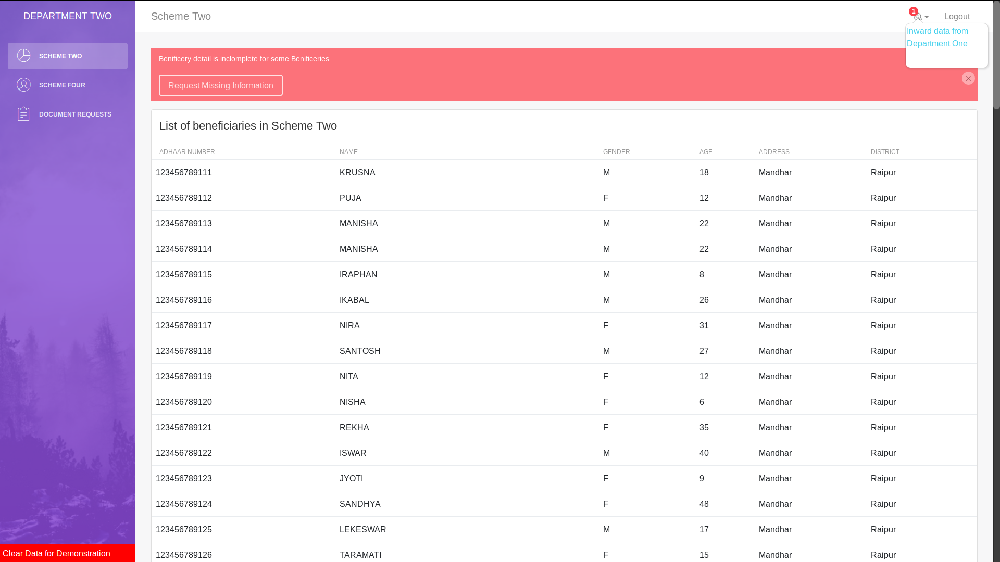 DEPARTMENT TWO
SCHEME TWO
SCHEME FOUR
DOCUMENT REQUESTS
Clear Data for Demonstration
Scheme Two
1
Logout
Inward data from
Department One
Benificery detail is inclomplete for some Benificeries
Request Missing Information
List of beneficiaries in Scheme Two
ADHAAR NUMBER NAME GENDER AGE ADDRESS DISTRICT
123456789111 KRUSNA M 18 Mandhar Raipur
123456789112 PUJA F 12 Mandhar Raipur
123456789113 MANISHA M 22 Mandhar Raipur
123456789114 MANISHA M 22 Mandhar Raipur
123456789115 IRAPHAN M 8 Mandhar Raipur
123456789116 IKABAL M 26 Mandhar Raipur
123456789117 NIRA F 31 Mandhar Raipur
123456789118 SANTOSH M 27 Mandhar Raipur
123456789119 NITA F 12 Mandhar Raipur
123456789120 NISHA F 6 Mandhar Raipur
123456789121 REKHA F 35 Mandhar Raipur
123456789122 ISWAR M 40 Mandhar Raipur
123456789123 JYOTI F 9 Mandhar Raipur
123456789124 SANDHYA F 48 Mandhar Raipur
123456789125 LEKESWAR M 17 Mandhar Raipur
123456789126 TARAMATI F 15 Mandhar Raipur